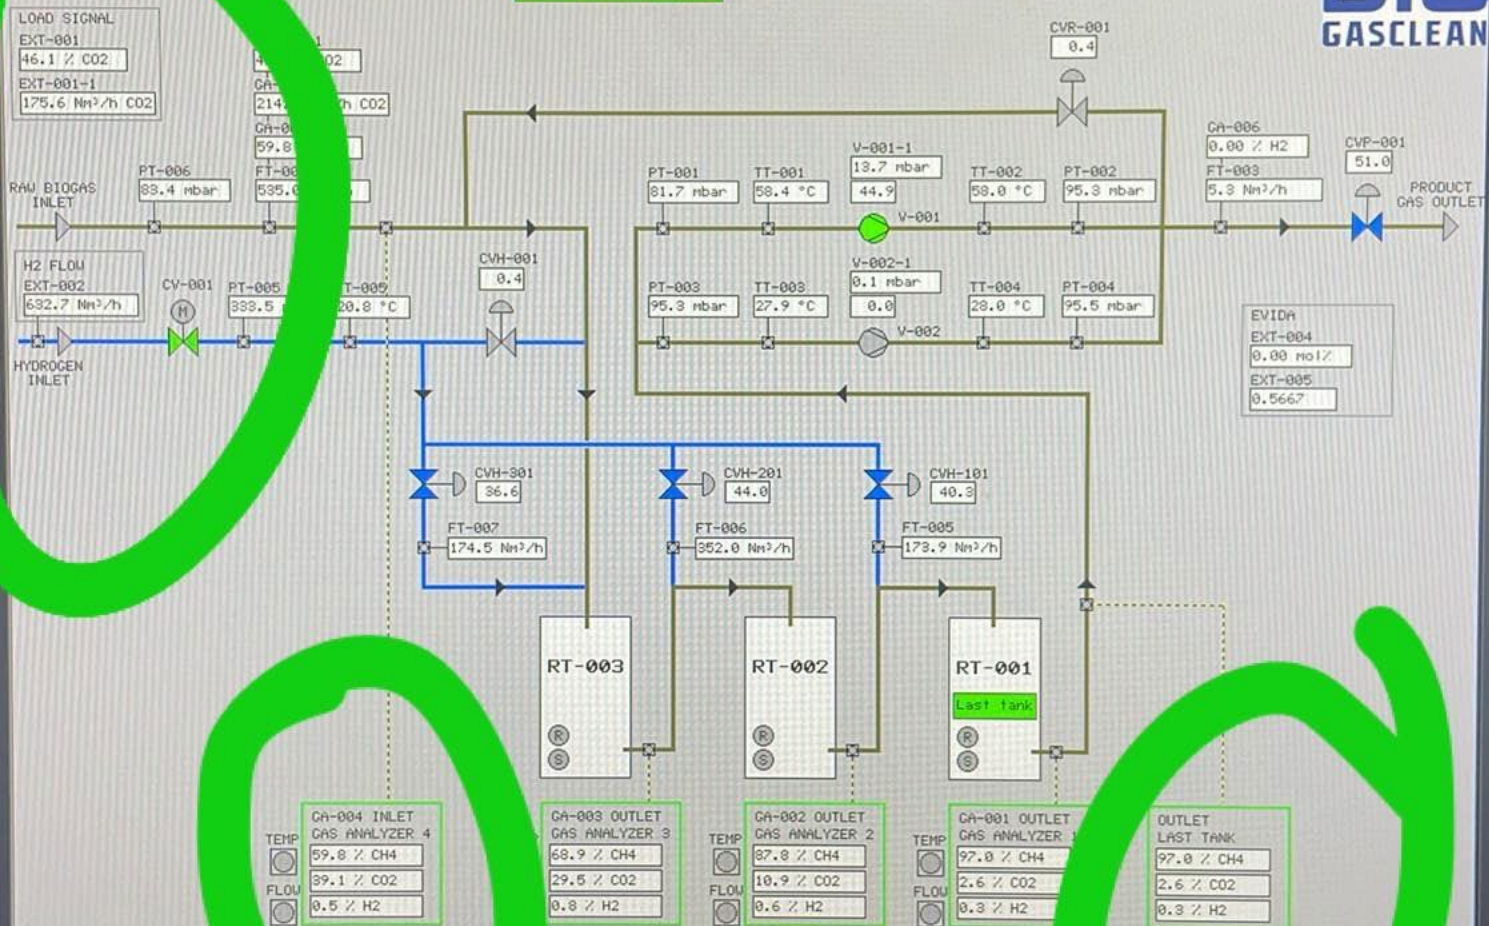 LOAD SIGNAL
EXT-001
46.1 % CO2
EXT-001-1
175.6 Nm³/h CO2
h CO2
59.8
PT-006
83.4 mbar
535.0
RAW BIOGAS
INLET
H2 FLOW
EXT-002
632.7 Nm³/h
HYDROGEN
INLET
CV-001
M
PT-005
333.5
20.8 °C
CVH-001
0.4
CVR-001
0.4
GASCLEAN
PT-001
81.7 mbar
TT-001
58.4 °C
V-001-1
13.7 mbar
44.9
V-001
TT-002
58.0 °C
PT-002
95.3 mbar
GA-006
0.00 % H2
FT-003
5.3 Nm³/h
CVP-001
51.0
PRODUCT
GAS OUTLET
PT-003
95.3 mbar
TT-003
27.9 °C
V-002-1
0.1 mbar
0.0
V-002
TT-004
28.0 °C
PT-004
95.5 mbar
EVIDA
EXT-004
0.00 mol%
EXT-005
0.5667
CVH-301
36.6
CVH-201
44.0
CVH-101
40.3
FT-007
174.5 Nm³/h
FT-006
352.0 Nm³/h
FT-005
173.9 Nm³/h
RT-003
R
S
RT-002
R
S
RT-001
Last tank
R
S
TEMP
FLOW
GA-004 INLET
GAS ANALYZER 4
59.8 % CH4
39.1 % CO2
0.5 % H2
GA-003 OUTLET
GAS ANALYZER 3
68.9 % CH4
29.5 % CO2
0.8 % H2
TEMP
FLOW
GA-002 OUTLET
GAS ANALYZER 2
87.8 % CH4
10.9 % CO2
0.6 % H2
TEMP
FLOW
GA-001 OUTLET
GAS ANALYZER 1
97.0 % CH4
2.6 % CO2
0.3 % H2
OUTLET
LAST TANK
97.0 % CH4
2.6 % CO2
0.3 % H2